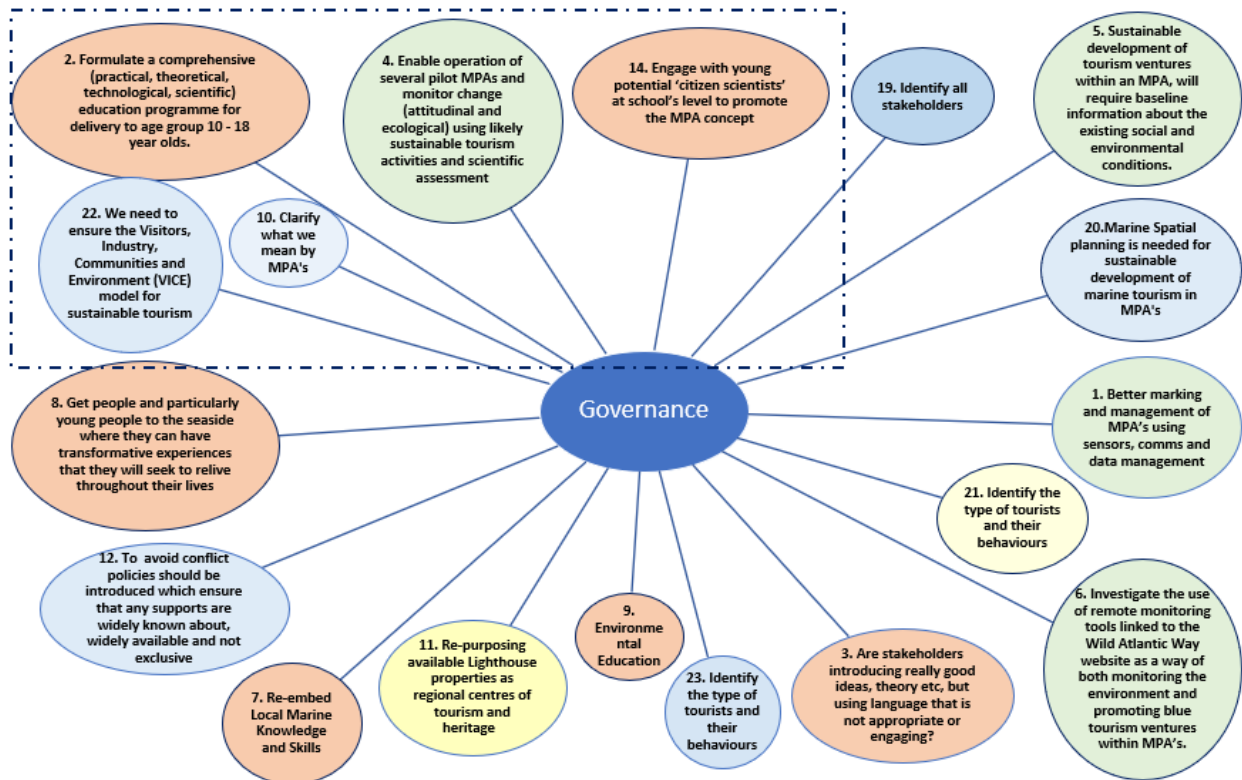 2. Formulate a comprehensive
(practical, theoretical,
technological, scientific)
education programme for
delivery to age group 10 - 18
year olds.
4. Enable operation of
several pilot MPAs and
monitor change
(attitudinal and
ecological) using likely
sustainable tourism
activities and scientific
assessment
14. Engage with young
potential ‘citizen scientists’
at school’s level to promote
the MPA concept
19. Identify all
stakeholders
5. Sustainable
development of
tourism ventures
within an MPA, will
require baseline
information about the
existing social and
environmental
conditions.
22. We need to
ensure the Visitors,
Industry,
Communities and
Environment (VICE)
model for
sustainable tourism
10. Clarify
what we
mean by
MPA's
20.Marine Spatial
planning is needed for
sustainable
development of
marine tourism in
MPA's
Governance
8. Get people and particularly
young people to the seaside
where they can have
transformative experiences
that they will seek to relive
throughout their lives
1. Better marking
and management of
MPA’s using
sensors, comms and
data management
21. Identify the
type of tourists
and their
behaviours
12. To  avoid conflict
policies should be
introduced which ensure
that any supports are
widely known about,
widely available and not
exclusive
7. Re-embed
Local Marine
Knowledge
and Skills
11. Re-purposing
available Lighthouse
properties as
regional centres of
tourism and
heritage
9.
Environme
ntal
Education
23. Identify
the type of
tourists and
their
behaviours
3. Are stakeholders
introducing really good
ideas, theory etc, but
using language that is
not appropriate or
engaging?
6. Investigate the use
of remote monitoring
tools linked to the
Wild Atlantic Way
website as a way of
both monitoring the
environment and
promoting blue
tourism ventures
within MPA’s.